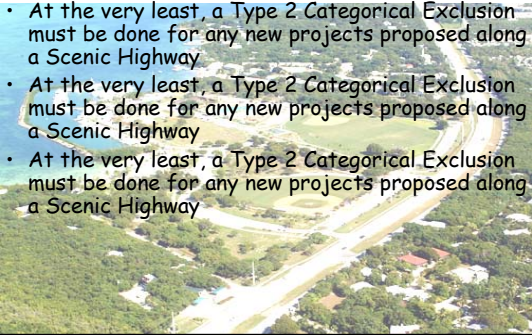 • At the very least, a Type 2 Categorical Exclusion
must be done for any new projects proposed along
a Scenic Highway
• At the very least, a Type 2 Categorical Exclusion
must be done for any new projects proposed along
a Scenic Highway
• At the very least, a Type 2 Categorical Exclusion
must be done for any new projects proposed along
a Scenic Highway